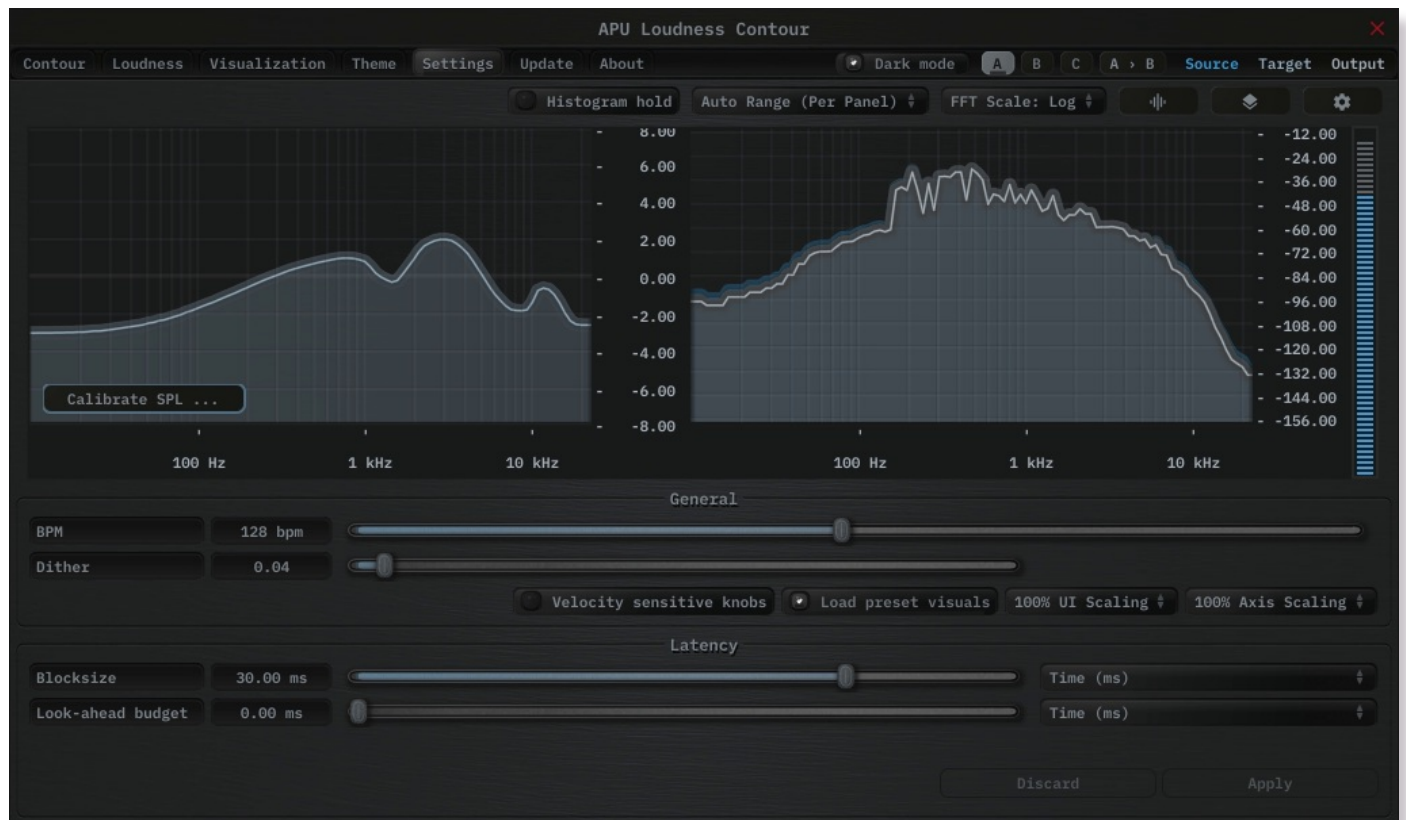 APU Loudness Contour
Contour Loudness Visualization Theme Settings Update About Dark mode A B C A › B Source Target Output
Histogram hold Auto Range (Per Panel) FFT Scale: Log
8.00
6.00
4.00
2.00
0.00
-2.00
-4.00
-6.00
-8.00
Calibrate SPL ...
100 Hz 1 kHz 10 kHz
-12.00
-24.00
-36.00
-48.00
-60.00
-72.00
-84.00
-96.00
-108.00
-120.00
-132.00
-144.00
-156.00
100 Hz 1 kHz 10 kHz
General
BPM 128 bpm
Dither 0.04
Velocity sensitive knobs Load preset visuals 100% UI Scaling 100% Axis Scaling
Latency
Blocksize 30.00 ms Time (ms)
Look-ahead budget 0.00 ms Time (ms)
Discard Apply